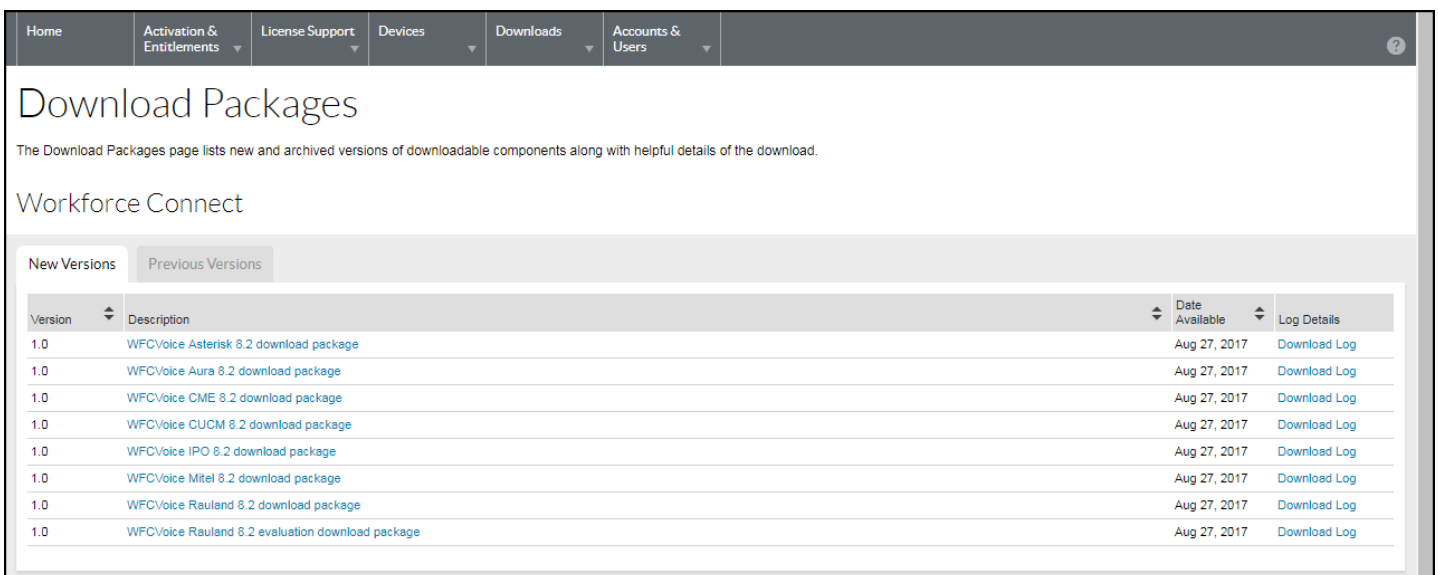 Home Activation & License Support Devices Downloads Accounts &
Entitlements Users ?
Download Packages
The Download Packages page lists new and archived versions of downloadable components along with helpful details of the download.
Workforce Connect
New Versions Previous Versions
Version Description Date Available Log Details
1.0 WFCVoice Asterisk 8.2 download package Aug 27, 2017 Download Log
1.0 WFCVoice Aura 8.2 download package Aug 27, 2017 Download Log
1.0 WFCVoice CME 8.2 download package Aug 27, 2017 Download Log
1.0 WFCVoice CUCM 8.2 download package Aug 27, 2017 Download Log
1.0 WFCVoice IPO 8.2 download package Aug 27, 2017 Download Log
1.0 WFCVoice Mitel 8.2 download package Aug 27, 2017 Download Log
1.0 WFCVoice Rauland 8.2 download package Aug 27, 2017 Download Log
1.0 WFCVoice Rauland 8.2 evaluation download package Aug 27, 2017 Download Log